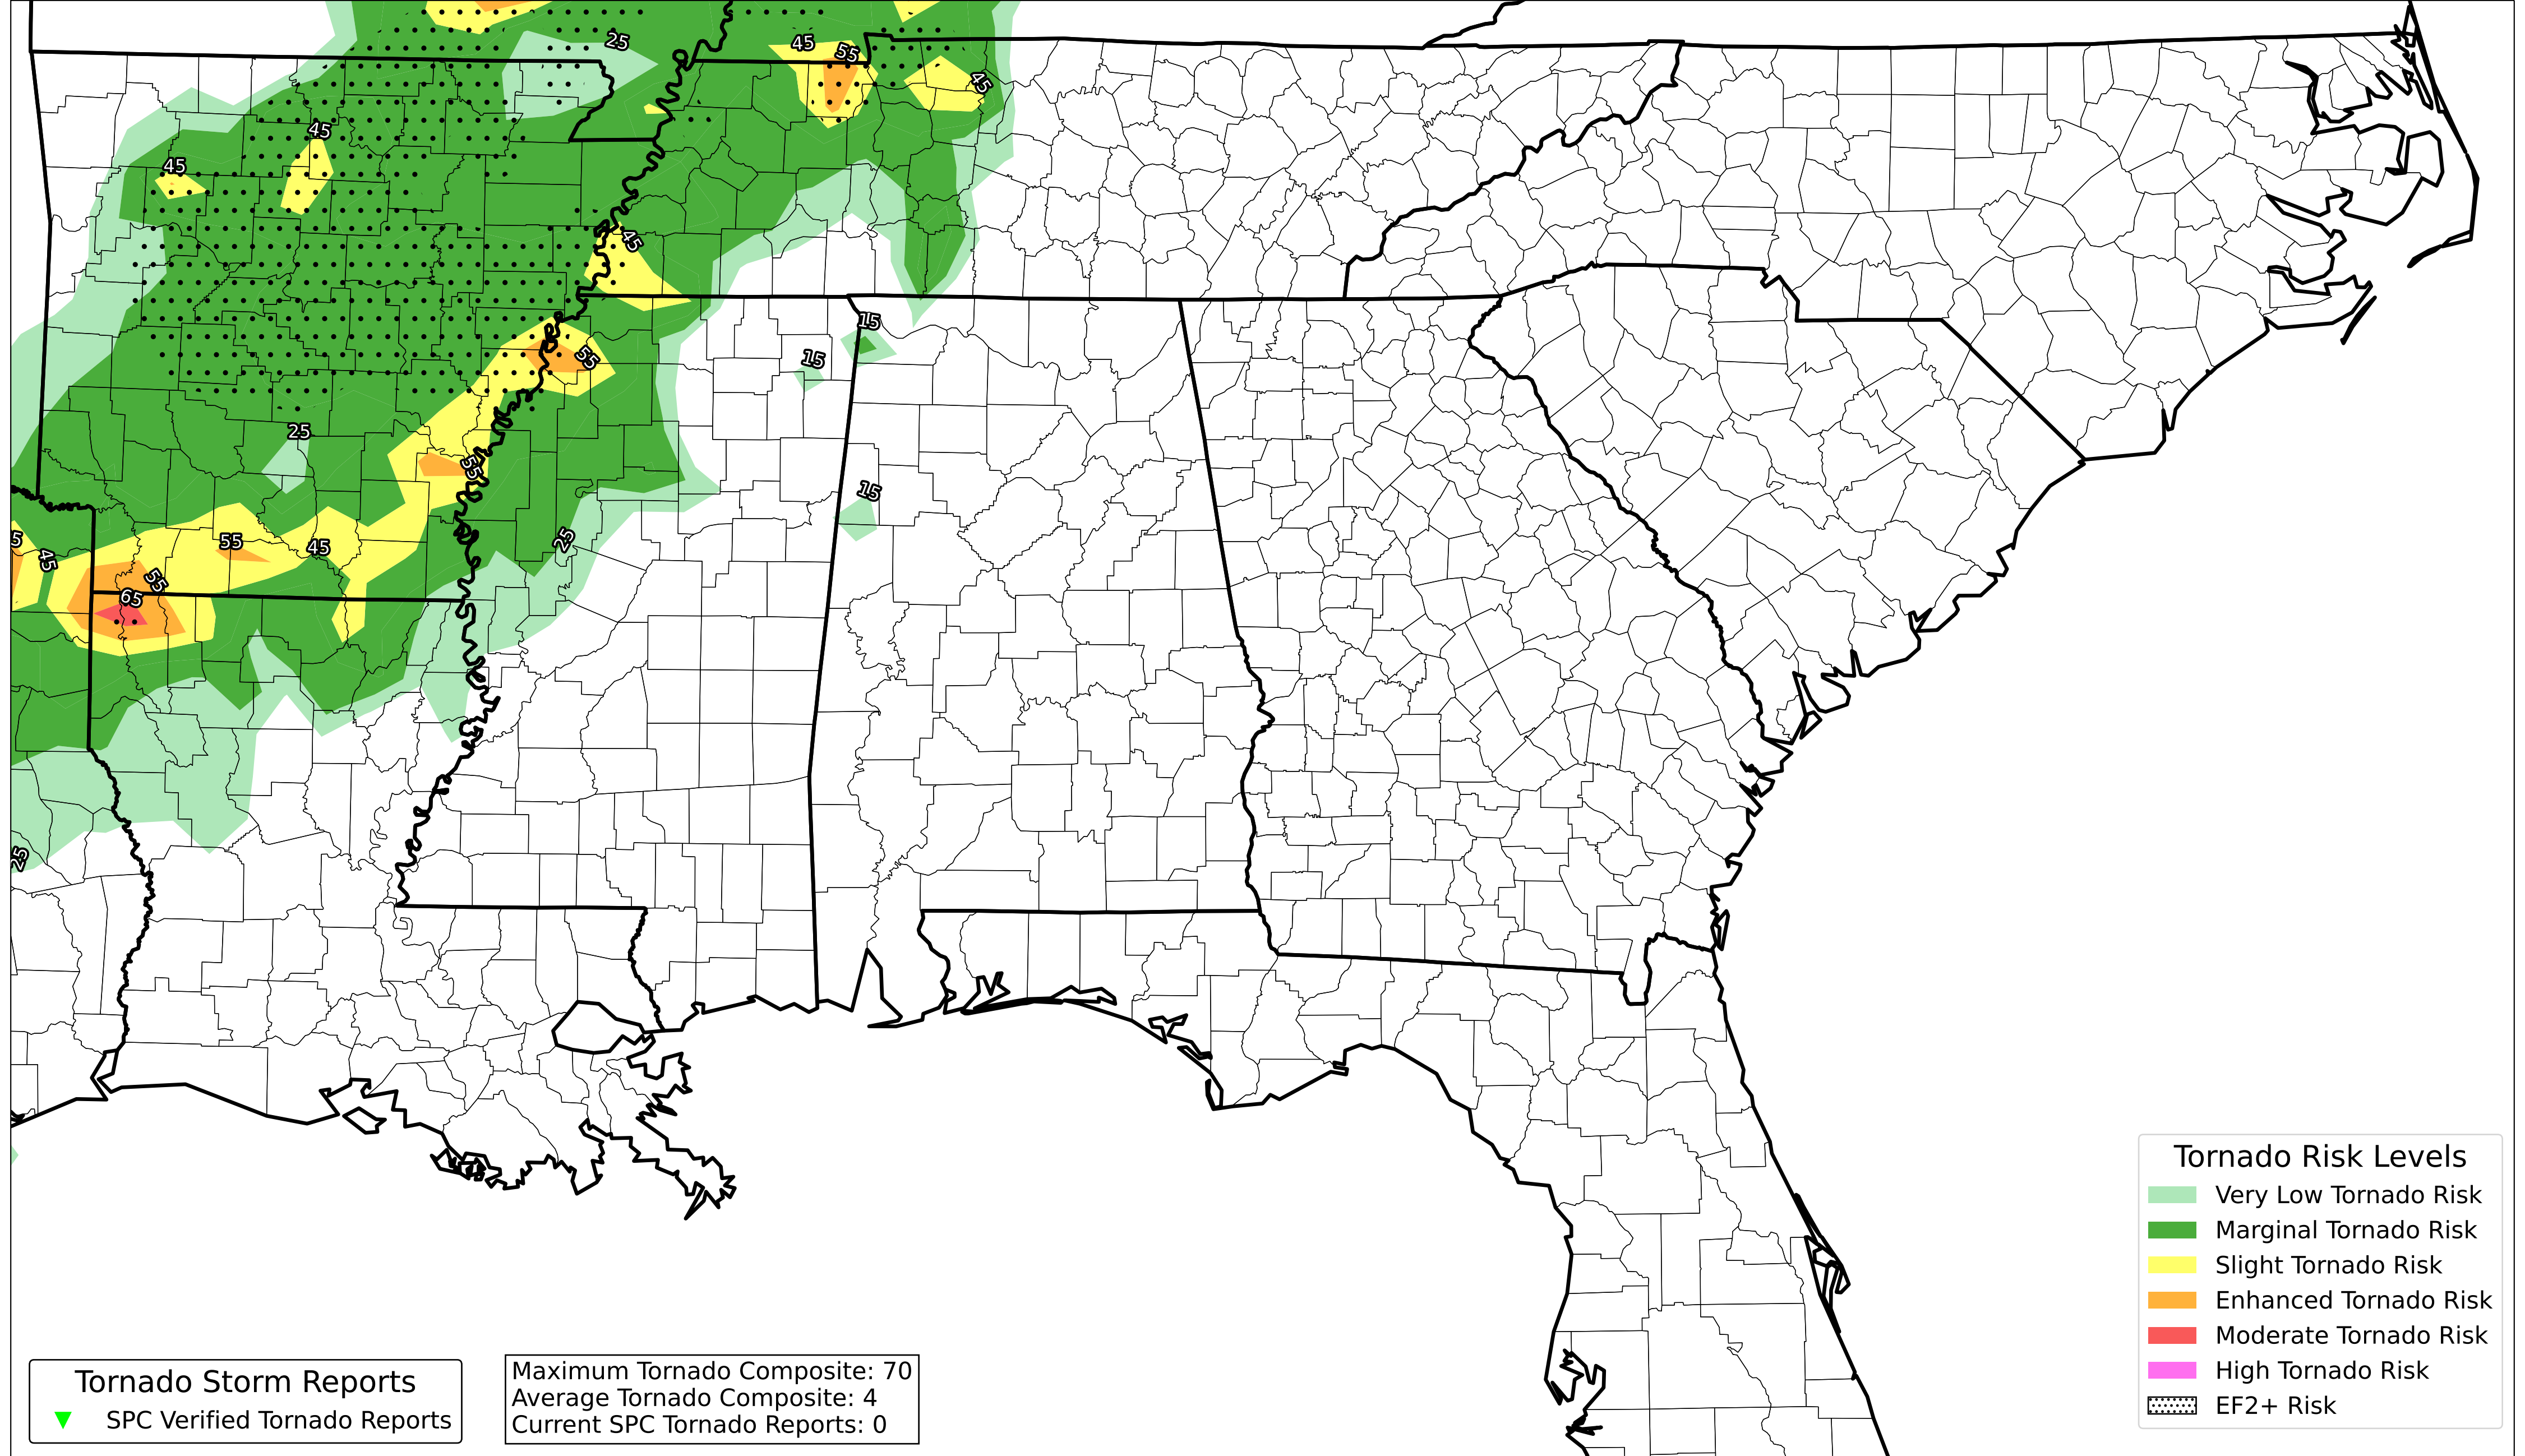 25
45
55
45
45
45
45
15
55
15
25
55
15
55
45
25
45
55
65
25
Tornado Risk Levels
Very Low Tornado Risk
Marginal Tornado Risk
Slight Tornado Risk
Enhanced Tornado Risk
Moderate Tornado Risk
High Tornado Risk
EF2+ Risk
Tornado Storm Reports
SPC Verified Tornado Reports
Maximum Tornado Composite: 70
Average Tornado Composite: 4
Current SPC Tornado Reports: 0